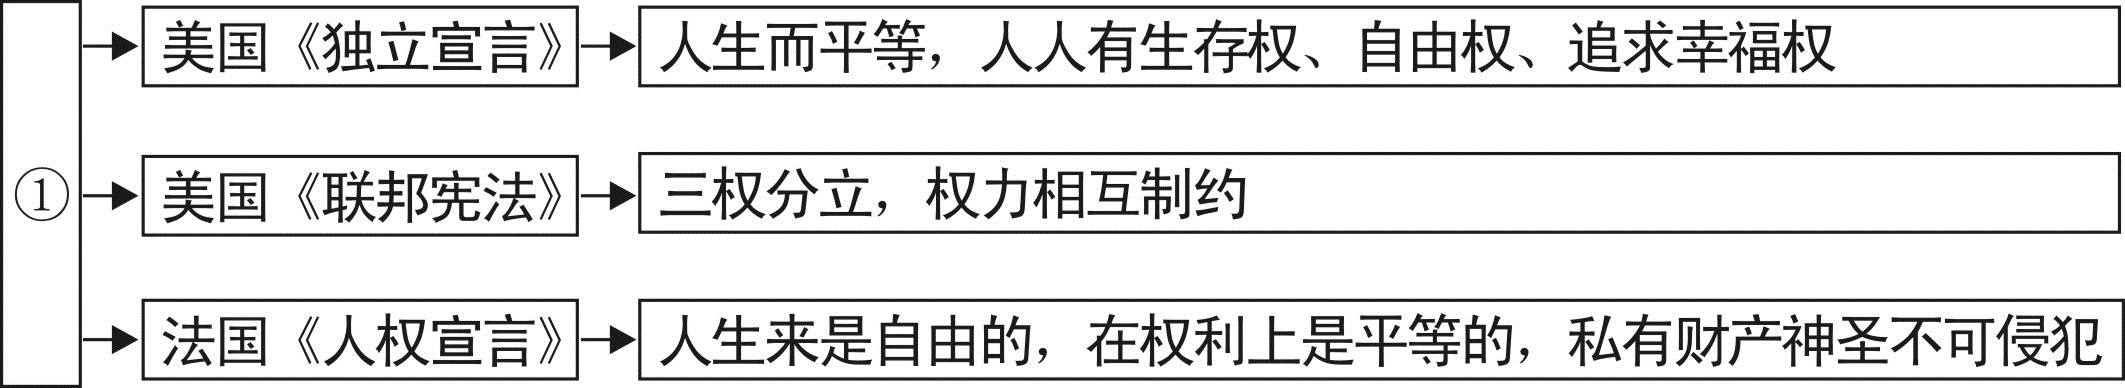 ①
美国《独立宣言》
人生而平等，人人有生存权、自由权、追求幸福权
美国《联邦宪法》
三权分立，权力相互制约
法国《人权宣言》
人生来是自由的，在权利上是平等的，私有财产神圣不可侵犯